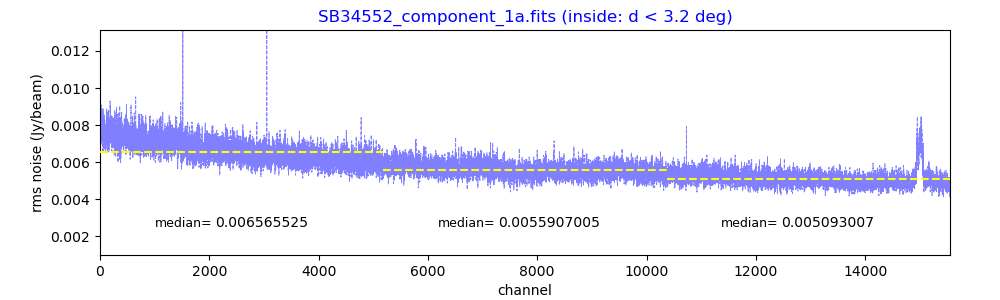 SB34552_component_1a.fits (inside: d < 3.2 deg)
rms noise (Jy/beam)
0.012
0.010
0.008
0.006
0.004
0.002
median= 0.006565525 median= 0.0055907005 median= 0.005093007
0 2000 4000 6000 8000 10000 12000 14000
channel